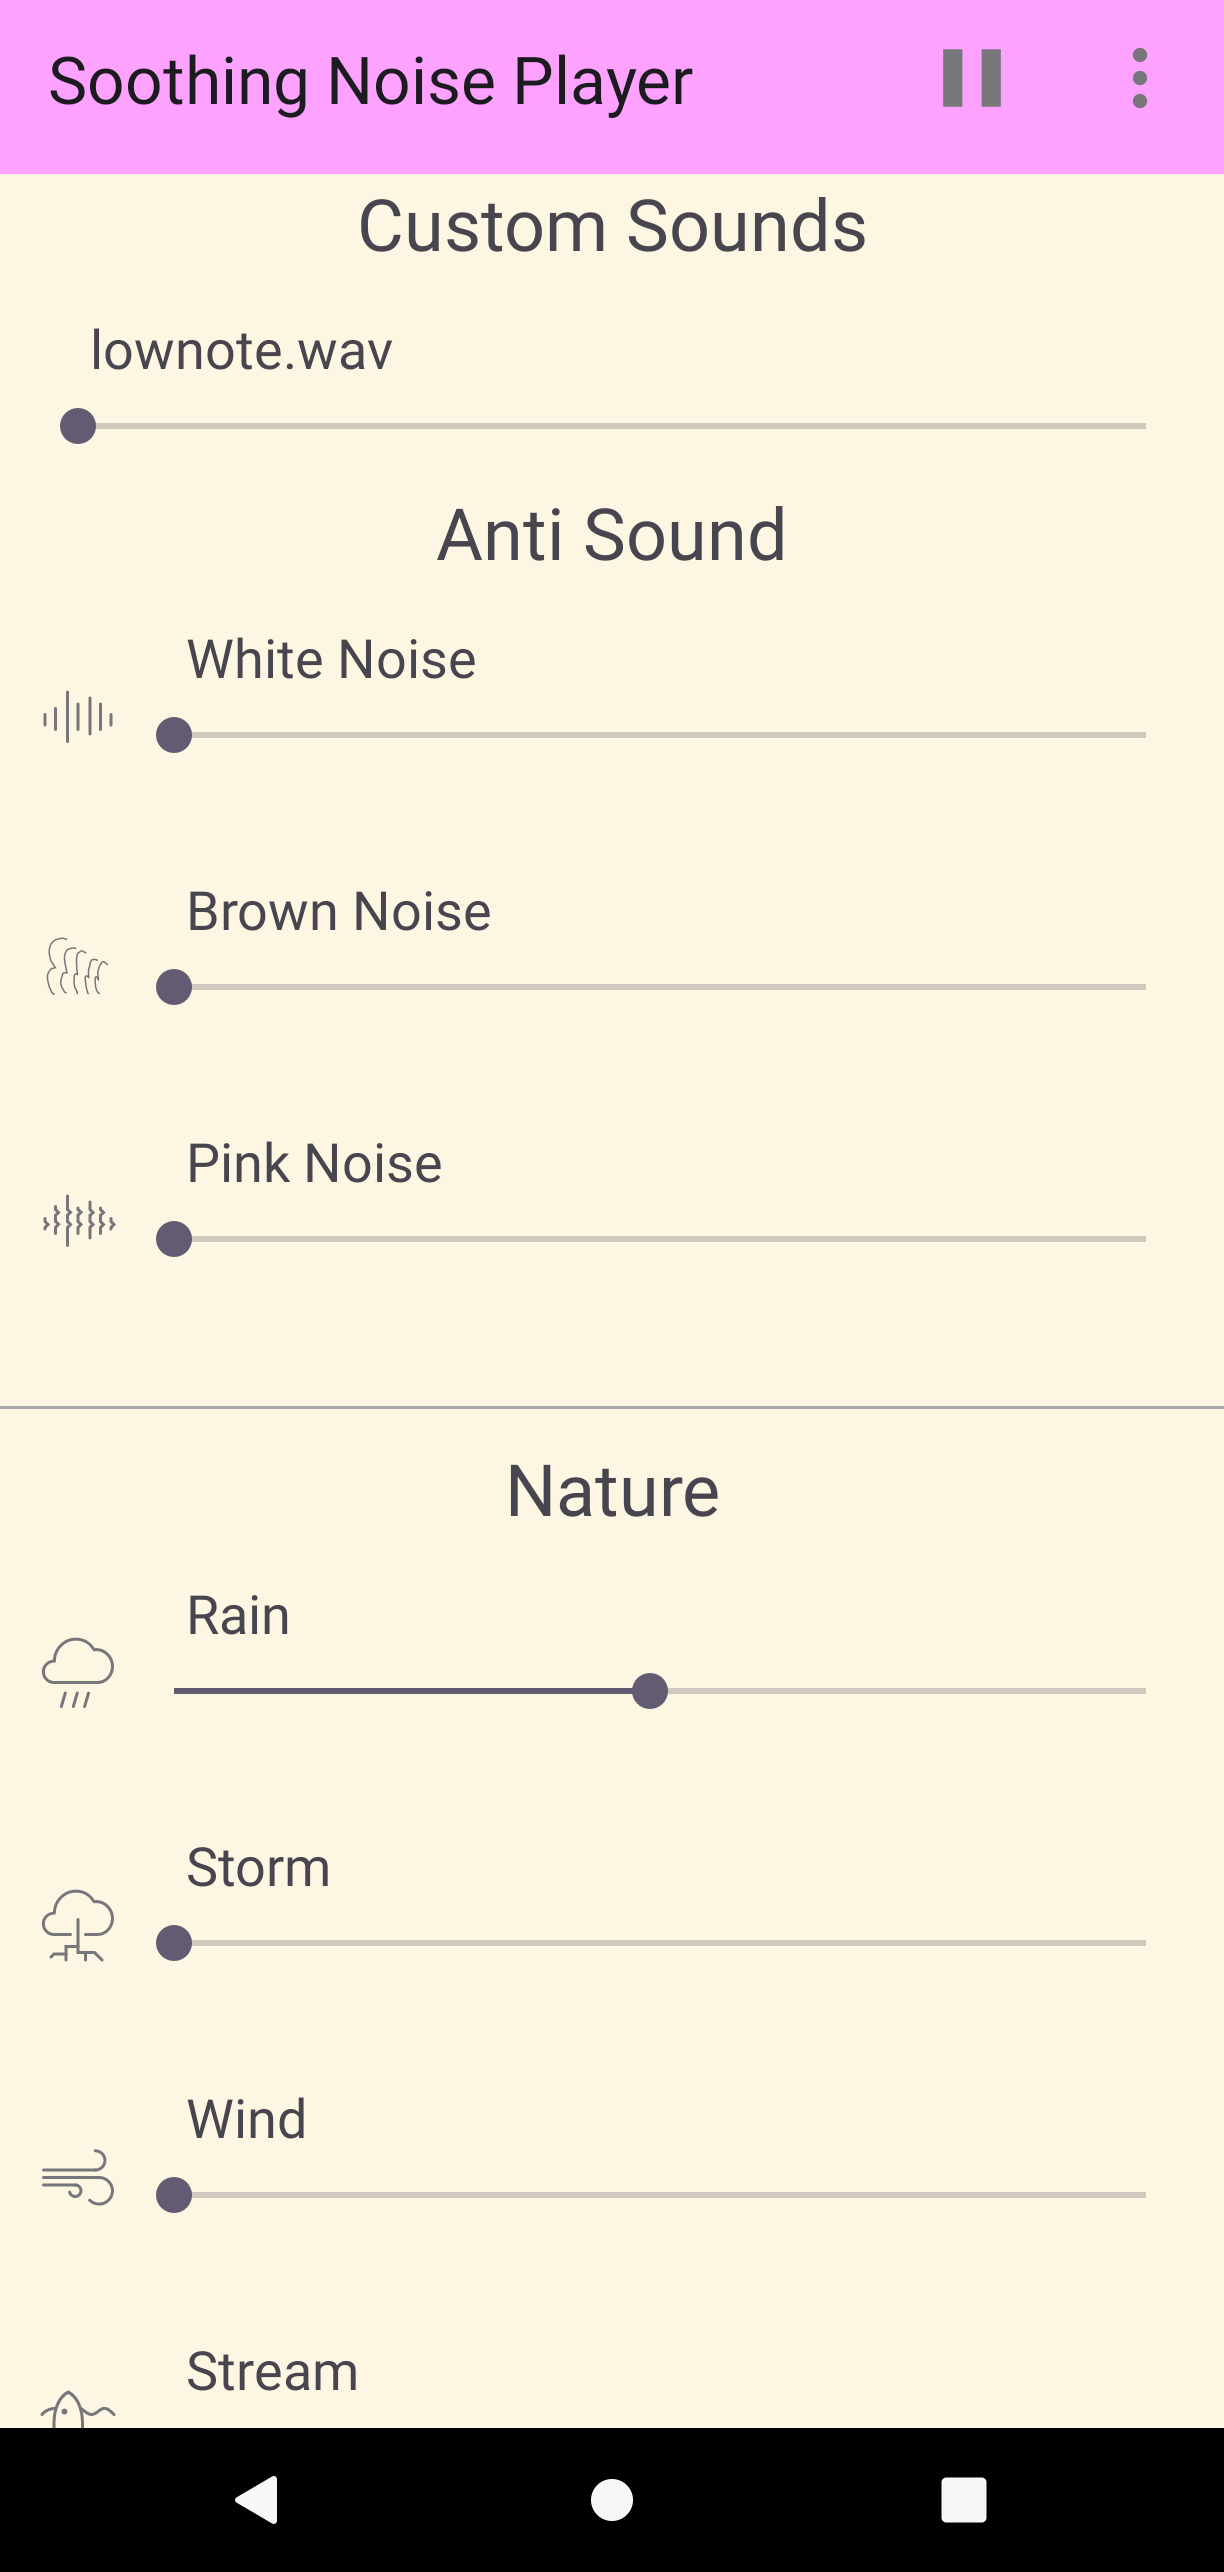 Soothing Noise Player
Custom Sounds
lownote.wav
Anti Sound
White Noise
Brown Noise
Pink Noise
Nature
Rain
Storm
Wind
Stream